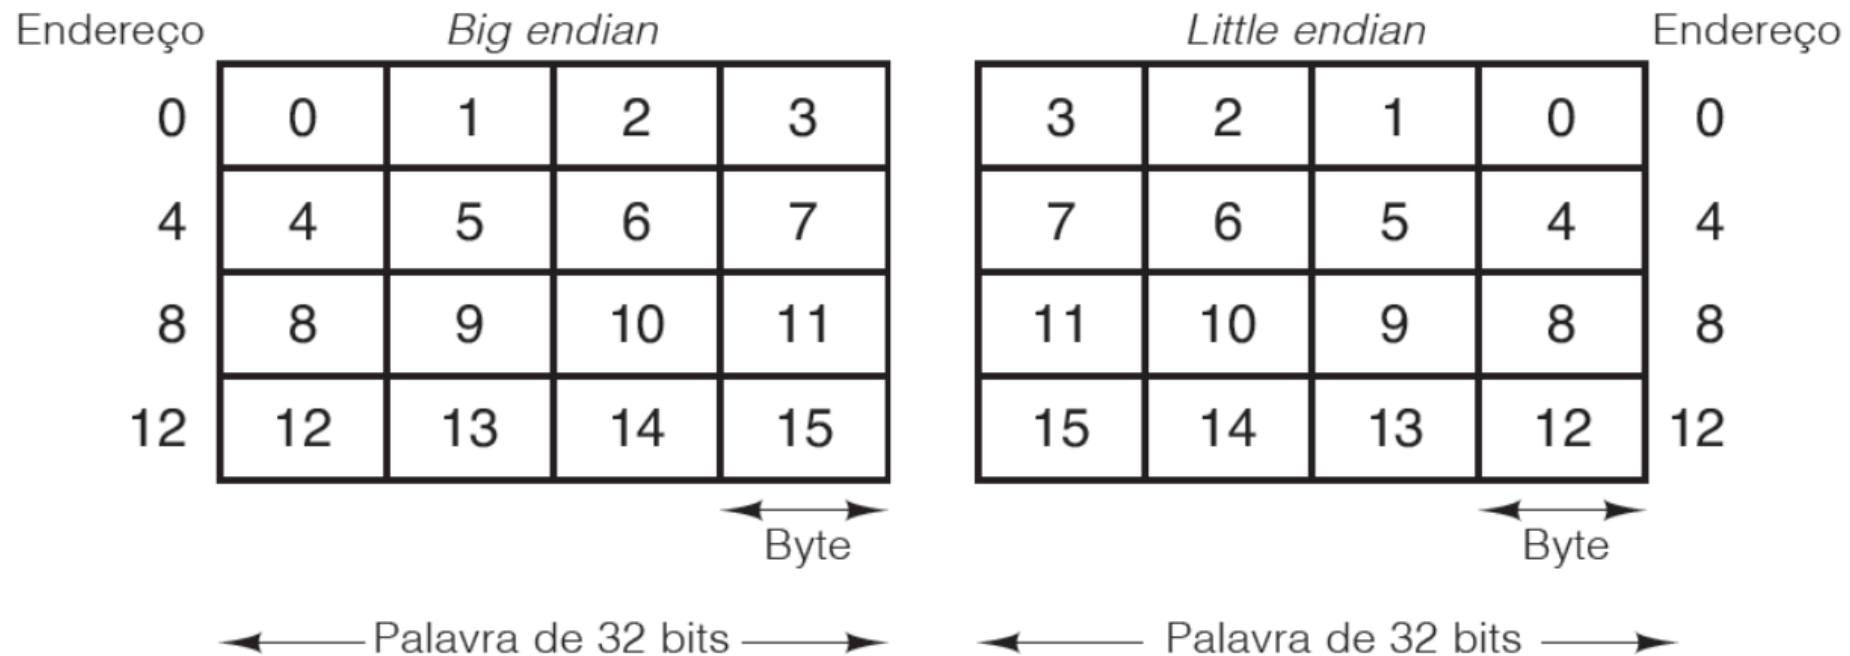 Endereço Big endian Little endian Endereço
0 0 1 2 3 3 2 1 0 0
4 4 5 6 7 7 6 5 4 4
8 8 9 10 11 11 10 9 8 8
12 12 13 14 15 15 14 13 12 12
Byte Byte
Palavra de 32 bits Palavra de 32 bits